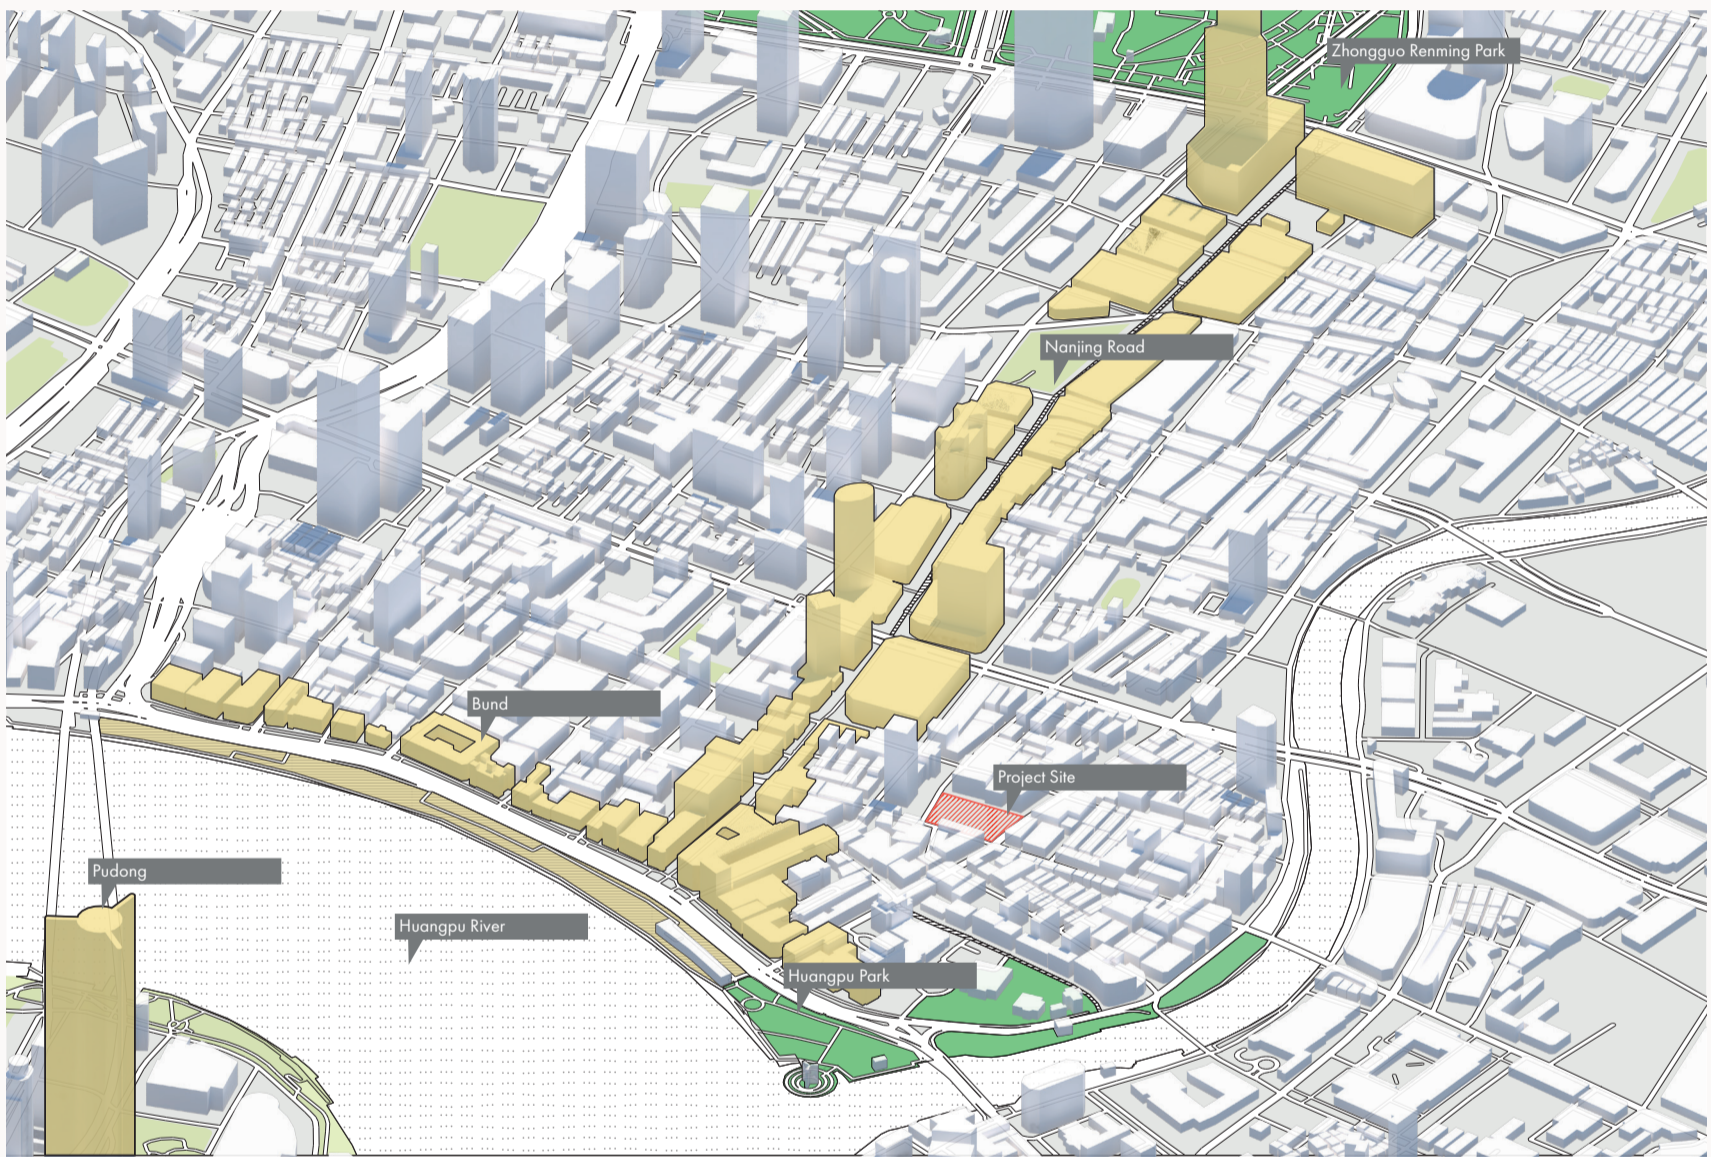 Zhongguo Renming Park
Nanjing Road
Bund
Project Site
Pudong
Huangpu River
Huangpu Park